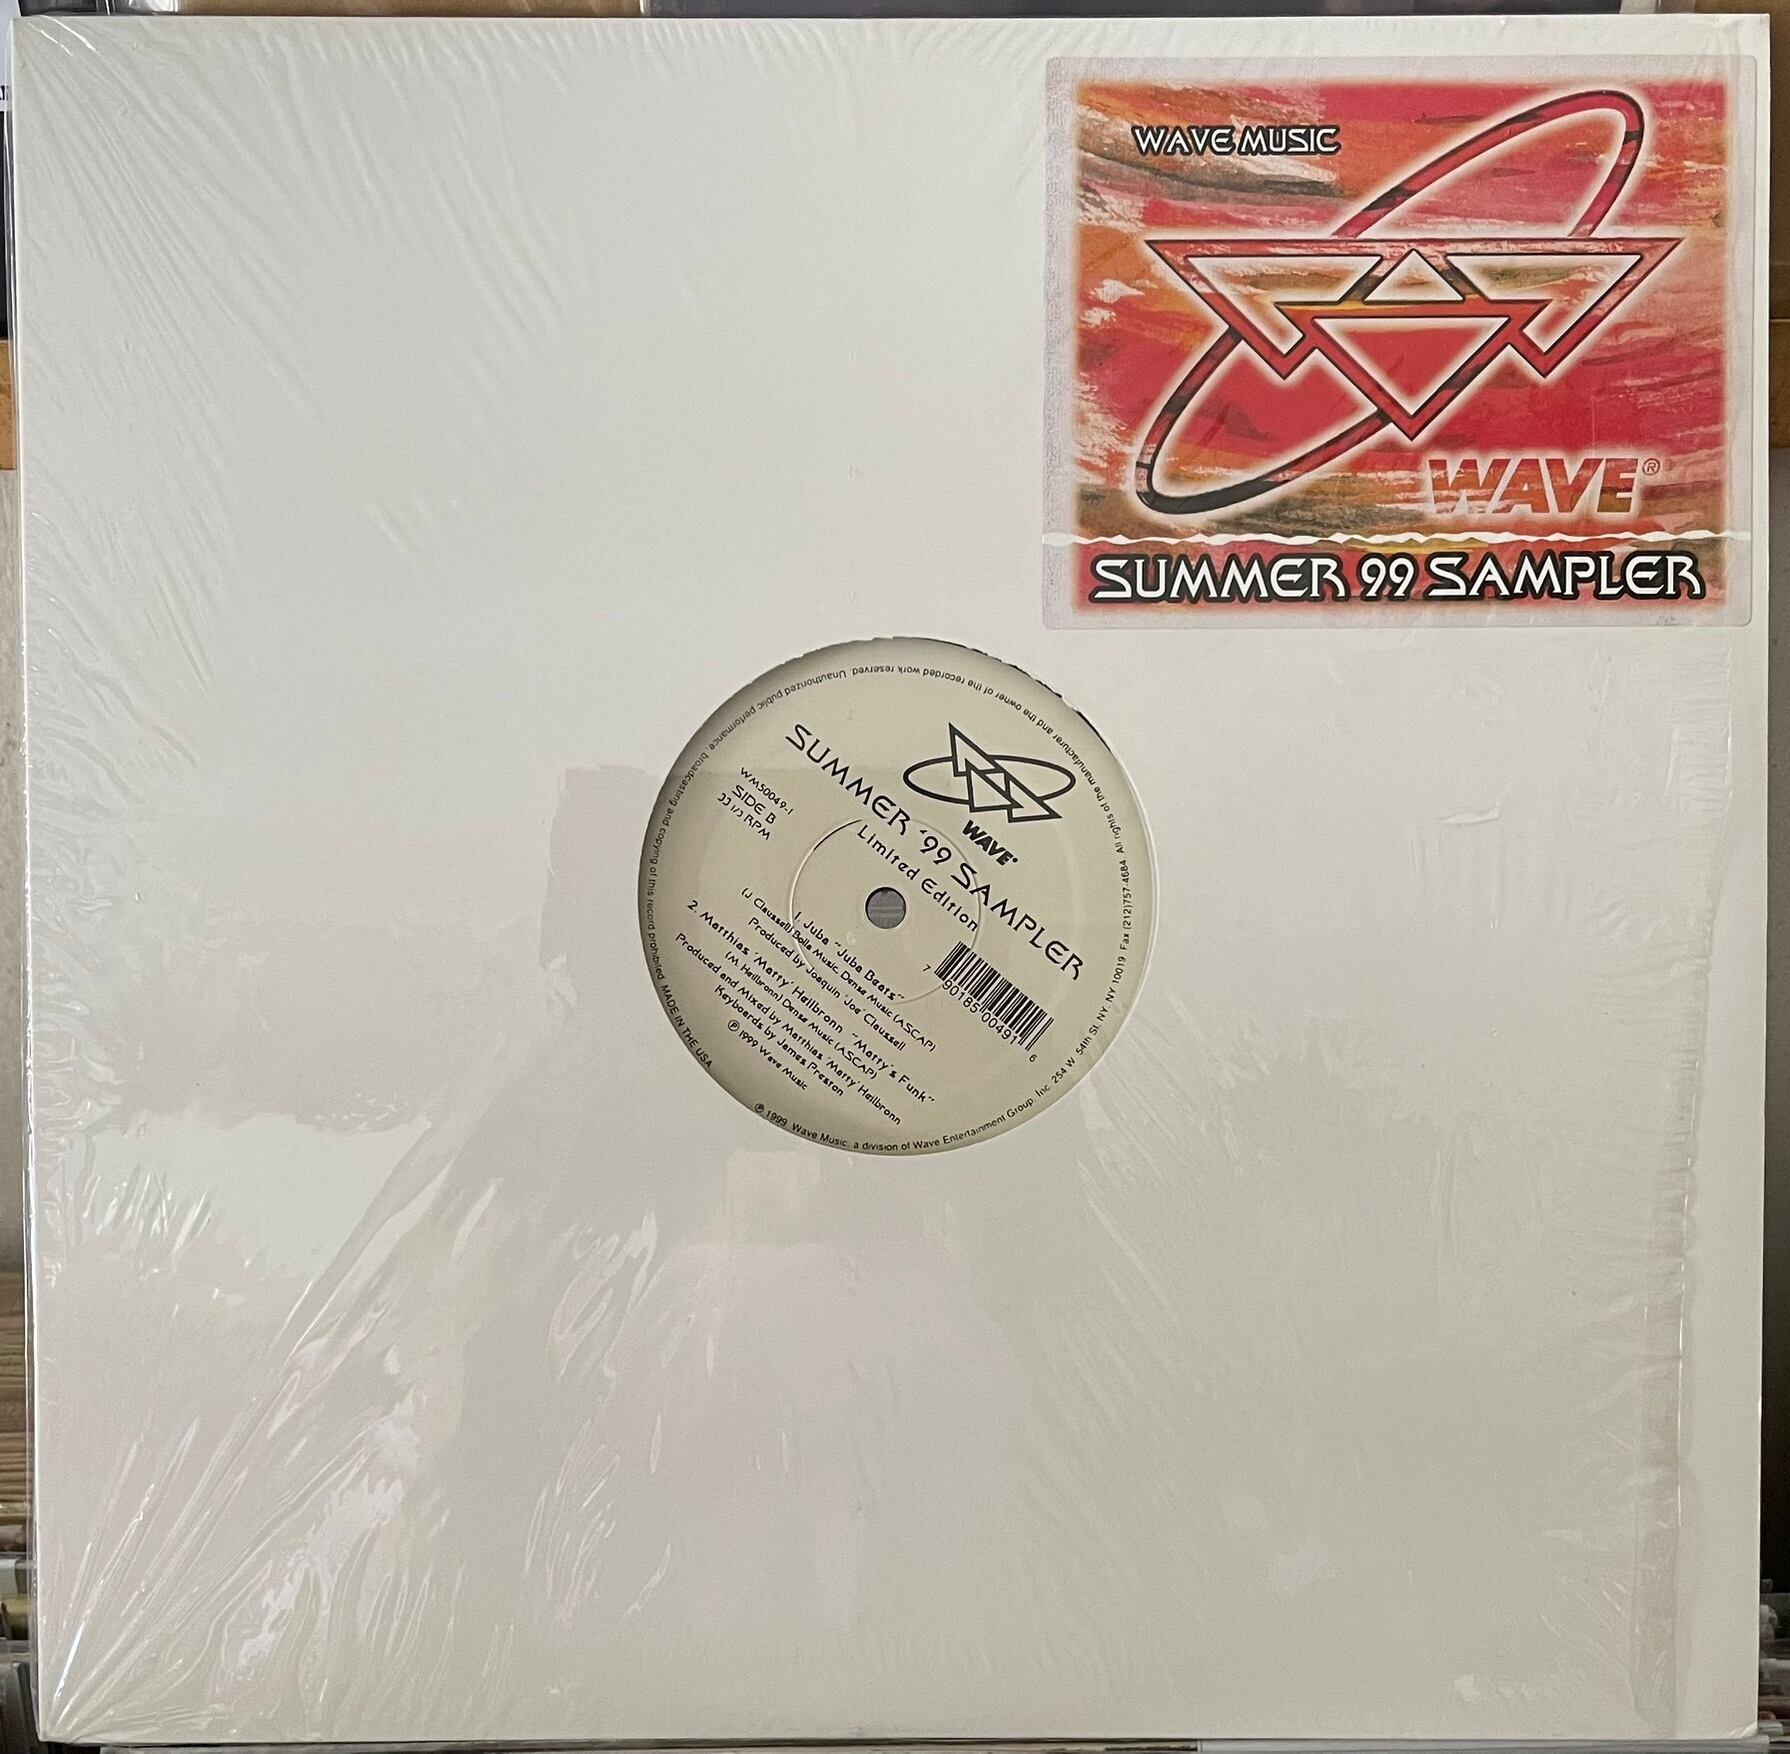 WAVE MUSIC
WAVE®
SUMMER 99 SAMPLER
WAVE®
SUMMER '99 SAMPLER
Limited Edition
WM50049-1
SIDE B
33 1/3 RPM
1. Juba "Juba Beats"
(J. Claussell) Bolla Music, Dense Music (ASCAP)
Produced by Joaquin 'Joe' Claussell
2. Matthias 'Matty' Heilbronn "Matty's Funk"
(M. Heilbronn) Dense Music (ASCAP)
Produced and Mixed by Matthias 'Matty' Heilbronn
Keyboards by James Preston
℗ 1999 Wave Music
7 90185 00491 6
℗ 1999 Wave Music, a division of Wave Entertainment Group, Inc. 254 W. 54th St, NY, NY 10019 Fax (212)757-4684 All rights of the manufacturer and the owner of the recorded work reserved. Unauthorized public performance, broadcasting and copying of this record prohibited. MADE IN THE USA